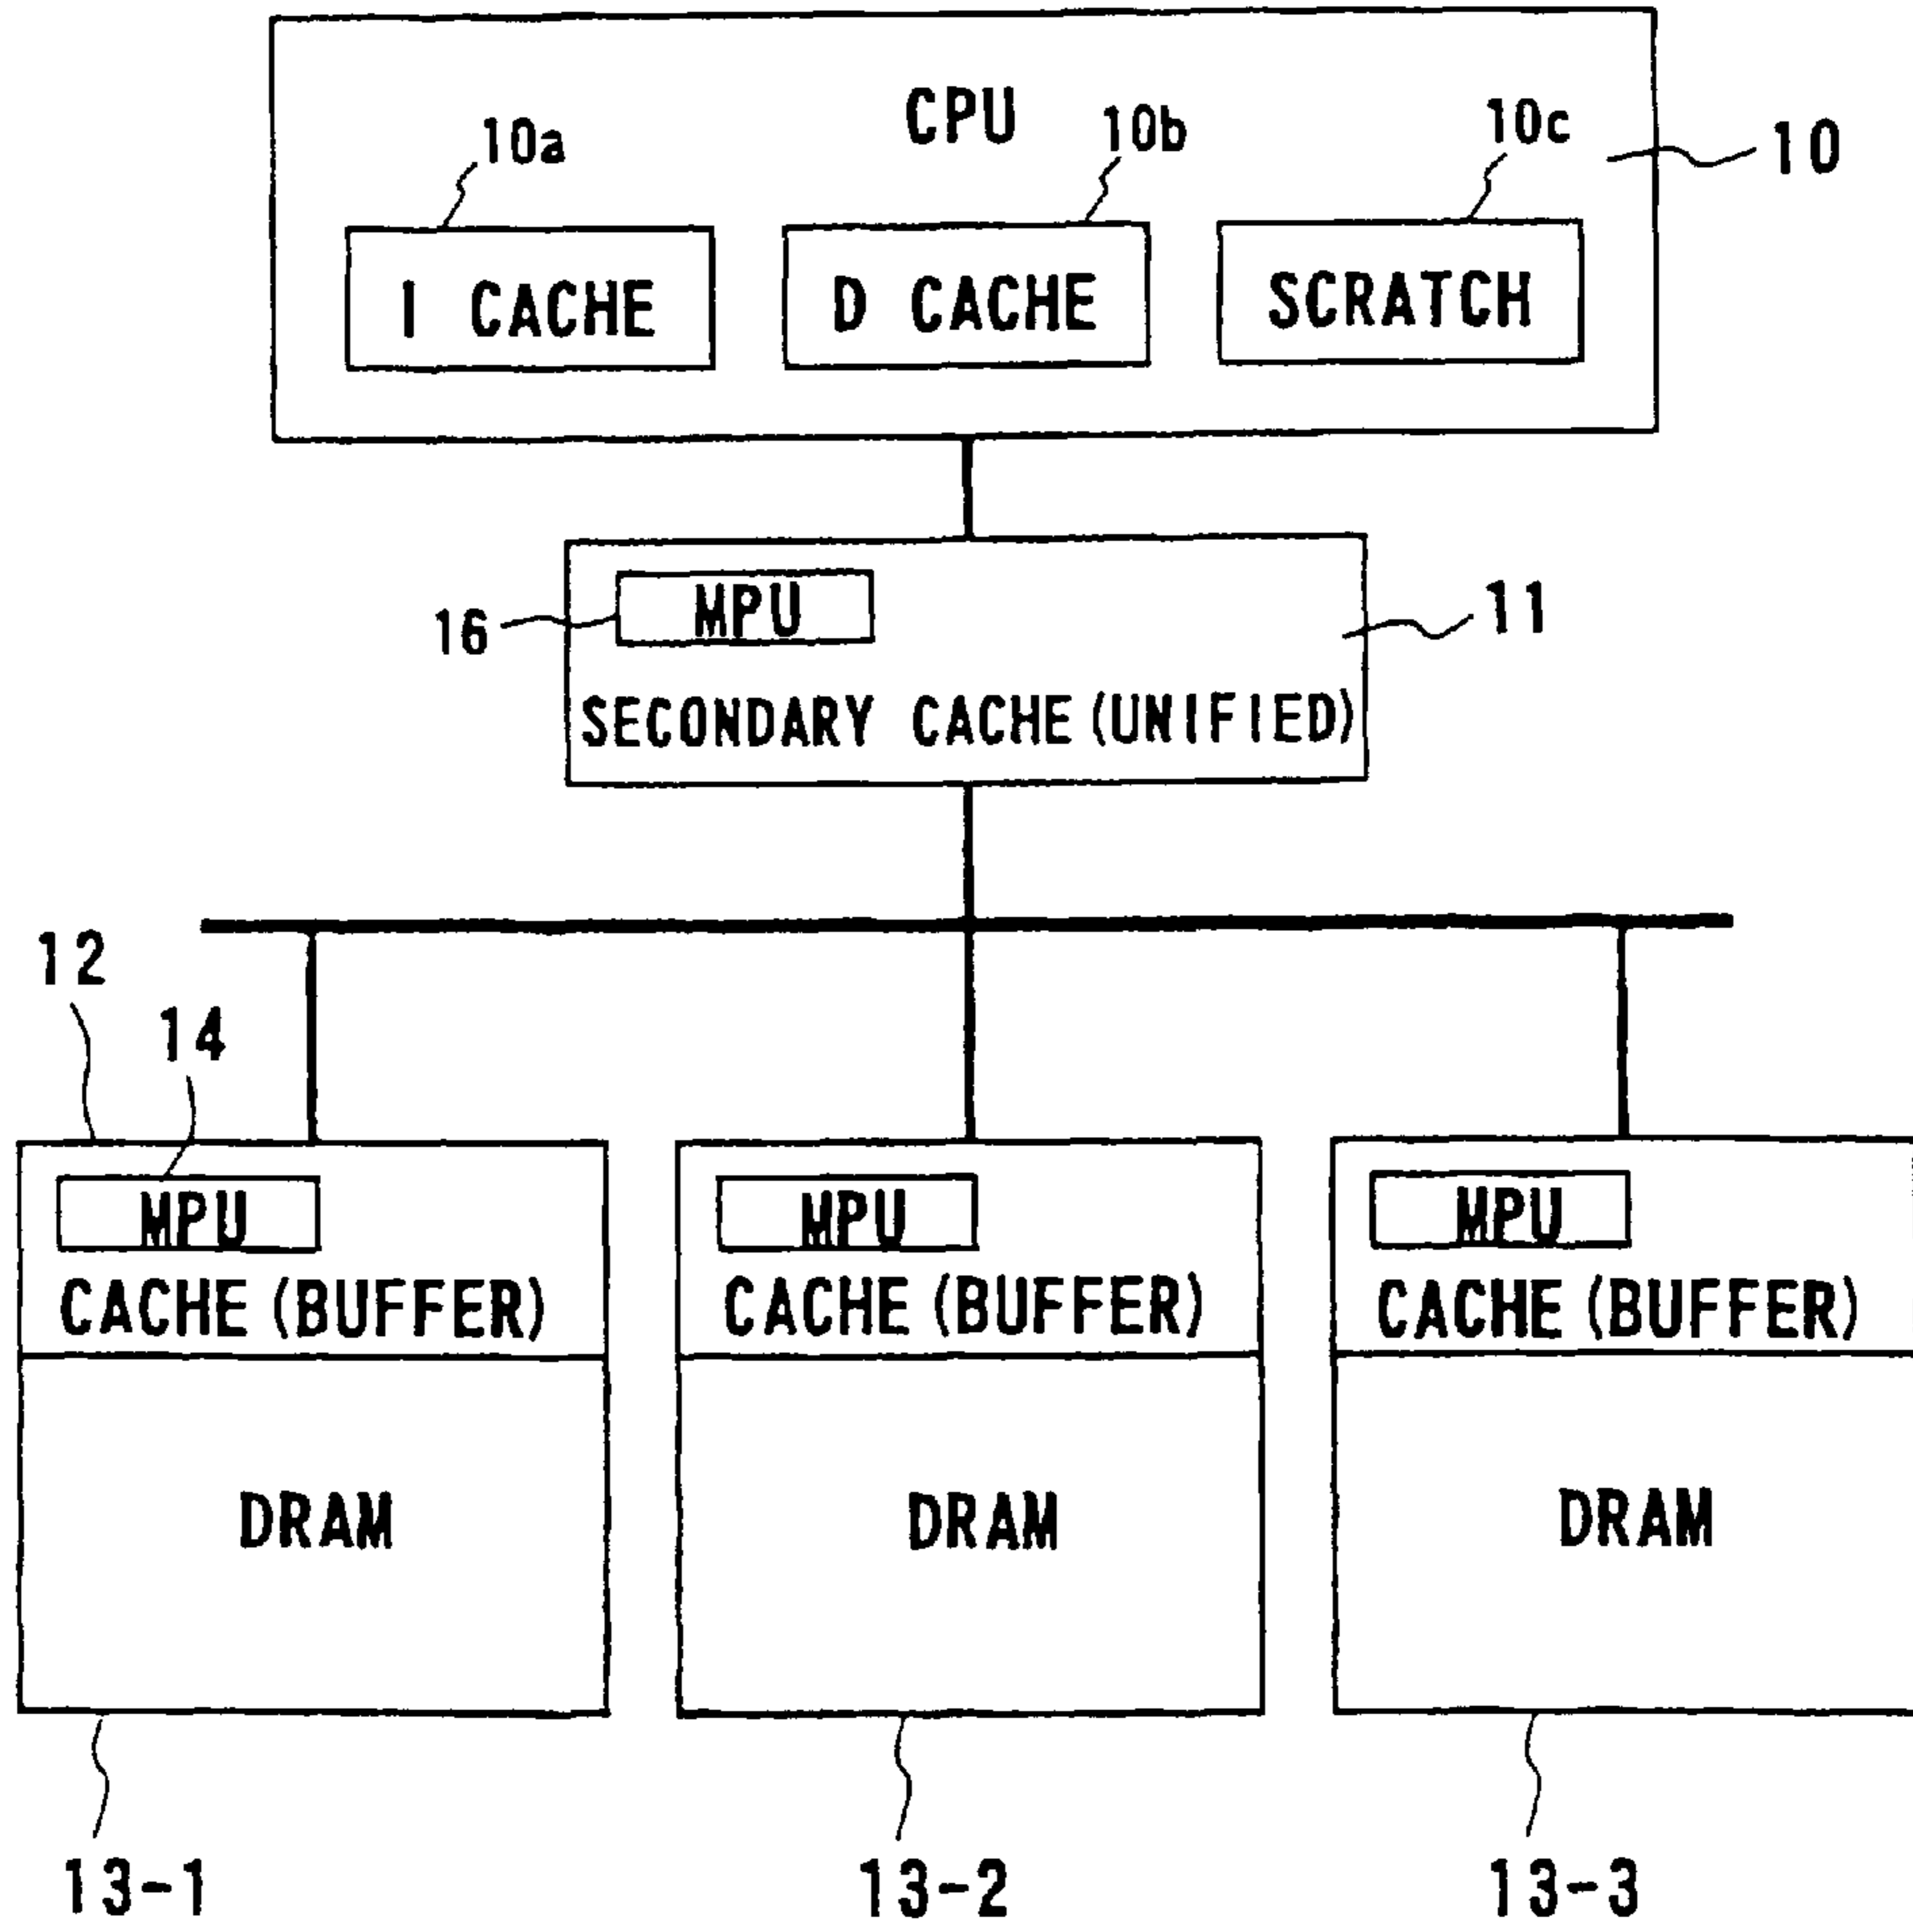 CPU
10a
10b
10c
10
I CACHE
D CACHE
SCRATCH
MPU
16
11
SECONDARY CACHE(UNIFIED)
12
14
MPU
MPU
MPU
CACHE(BUFFER)
CACHE(BUFFER)
CACHE(BUFFER)
DRAM
DRAM
DRAM
13-1
13-2
13-3